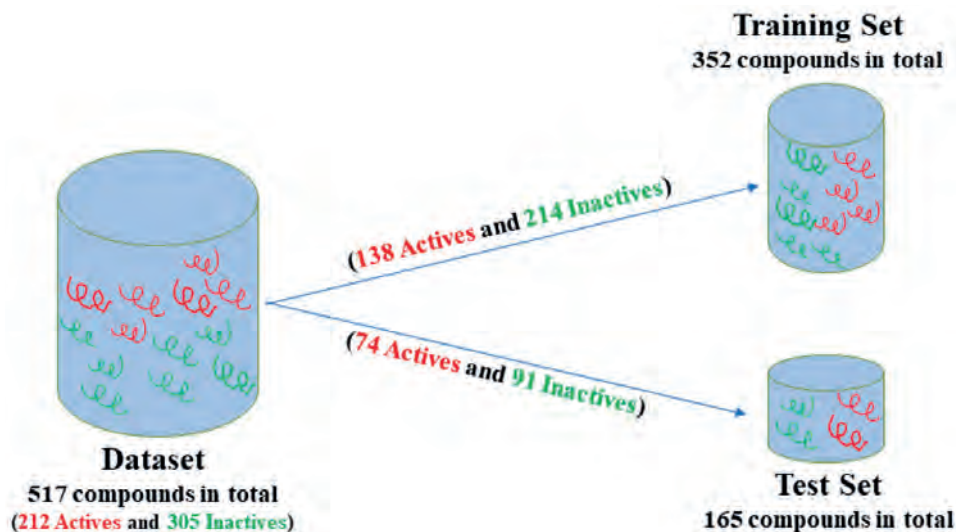 Training Set
352 compounds in total
(138 Actives and 214 Inactives)
(74 Actives and 91 Inactives)
Dataset
517 compounds in total
(212 Actives and 305 Inactives)
Test Set
165 compounds in total